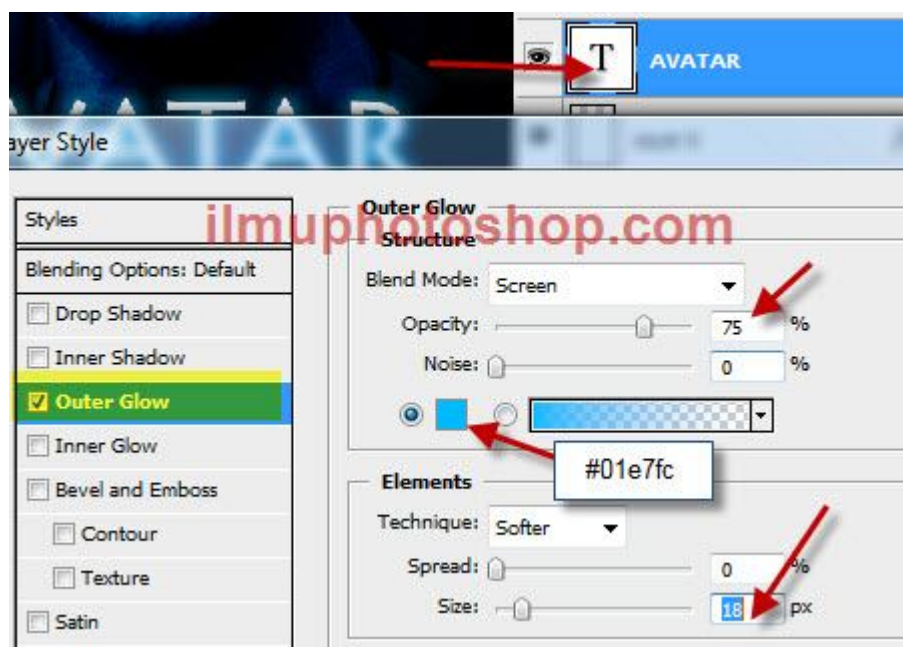 T AVATAR
AVATAR
ayer Style
ilmuphotoshop.com
Styles
Blending Options: Default
Drop Shadow
Inner Shadow
Outer Glow
Inner Glow
Bevel and Emboss
Contour
Texture
Satin
Outer Glow
Structure
Blend Mode: Screen
Opacity: 75 %
Noise: 0 %
#01e7fc
Elements
Technique: Softer
Spread: 0 %
Size: 18 px